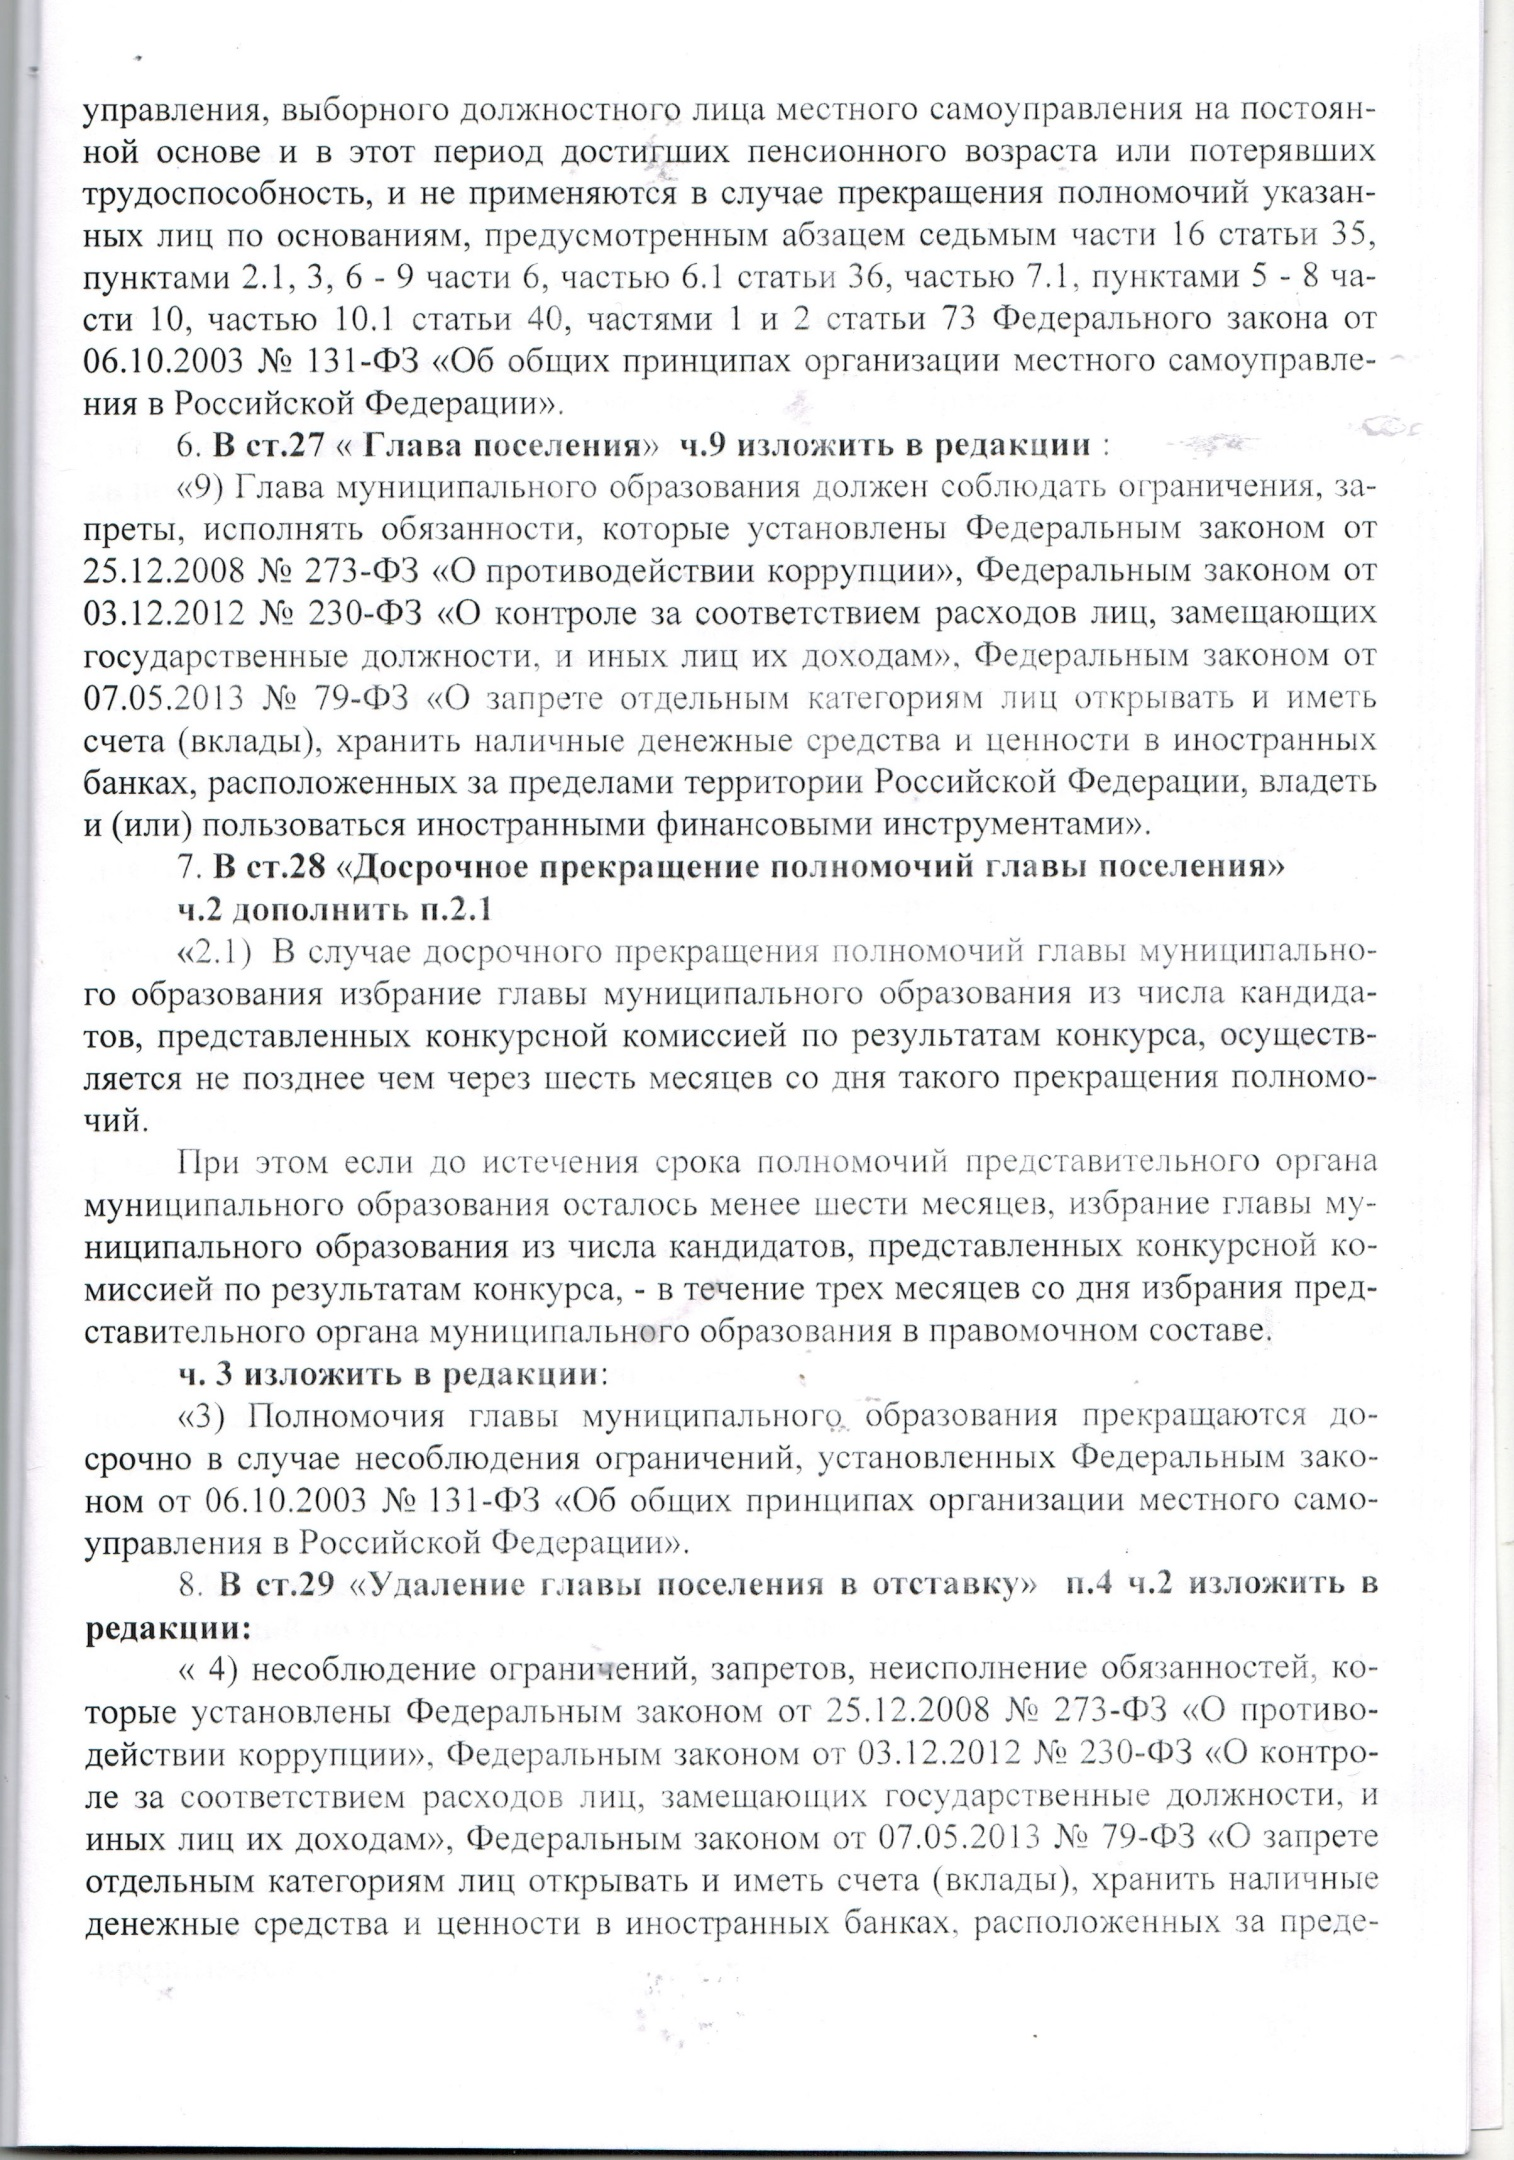 управления, выборного должностного лица местного самоуправления на постоян-
ной основе и в этот период достигших пенсионного возраста или потерявших
трудоспособность, и не применяются в случае прекращения полномочий указан-
ных лиц по основаниям, предусмотренным абзацем седьмым части 16 статьи 35,
пунктами 2.1, 3, 6 - 9 части 6, частью 6.1 статьи 36, частью 7.1, пунктами 5 - 8 ча-
сти 10, частью 10.1 статьи 40, частями 1 и 2 статьи 73 Федерального закона от
06.10.2003 № 131-ФЗ «Об общих принципах организации местного самоуправле-
ния в Российской Федерации».
6. В ст.27 « Глава поселения» ч.9 изложить в редакции :
«9) Глава муниципального образования должен соблюдать ограничения, за-
преты, исполнять обязанности, которые установлены Федеральным законом от
25.12.2008 № 273-ФЗ «О противодействии коррупции», Федеральным законом от
03.12.2012 № 230-ФЗ «О контроле за соответствием расходов лиц, замещающих
государственные должности, и иных лиц их доходам», Федеральным законом от
07.05.2013 № 79-ФЗ «О запрете отдельным категориям лиц открывать и иметь
счета (вклады), хранить наличные денежные средства и ценности в иностранных
банках, расположенных за пределами территории Российской Федерации, владеть
и (или) пользоваться иностранными финансовыми инструментами».
7. В ст.28 «Досрочное прекращение полномочий главы поселения»
ч.2 дополнить п.2.1
«2.1) В случае досрочного прекращения полномочий главы муниципально-
го образования избрание главы муниципального образования из числа кандида-
тов, представленных конкурсной комиссией по результатам конкурса, осуществ-
ляется не позднее чем через шесть месяцев со дня такого прекращения полномо-
чий.
При этом если до истечения срока полномочий представительного органа
муниципального образования осталось менее шести месяцев, избрание главы му-
ниципального образования из числа кандидатов, представленных конкурсной ко-
миссией по результатам конкурса, - в течение трех месяцев со дня избрания пред-
ставительного органа муниципального образования в правомочном составе.
ч. 3 изложить в редакции:
«3) Полномочия главы муниципального образования прекращаются до-
срочно в случае несоблюдения ограничений, установленных Федеральным зако-
ном от 06.10.2003 № 131-ФЗ «Об общих принципах организации местного само-
управления в Российской Федерации».
8. В ст.29 «Удаление главы поселения в отставку» п.4 ч.2 изложить в
редакции:
« 4) несоблюдение ограничений, запретов, неисполнение обязанностей, ко-
торые установлены Федеральным законом от 25.12.2008 № 273-ФЗ «О противо-
действии коррупции», Федеральным законом от 03.12.2012 № 230-ФЗ «О контро-
ле за соответствием расходов лиц, замещающих государственные должности, и
иных лиц их доходам», Федеральным законом от 07.05.2013 № 79-ФЗ «О запрете
отдельным категориям лиц открывать и иметь счета (вклады), хранить наличные
денежные средства и ценности в иностранных банках, расположенных за преде-